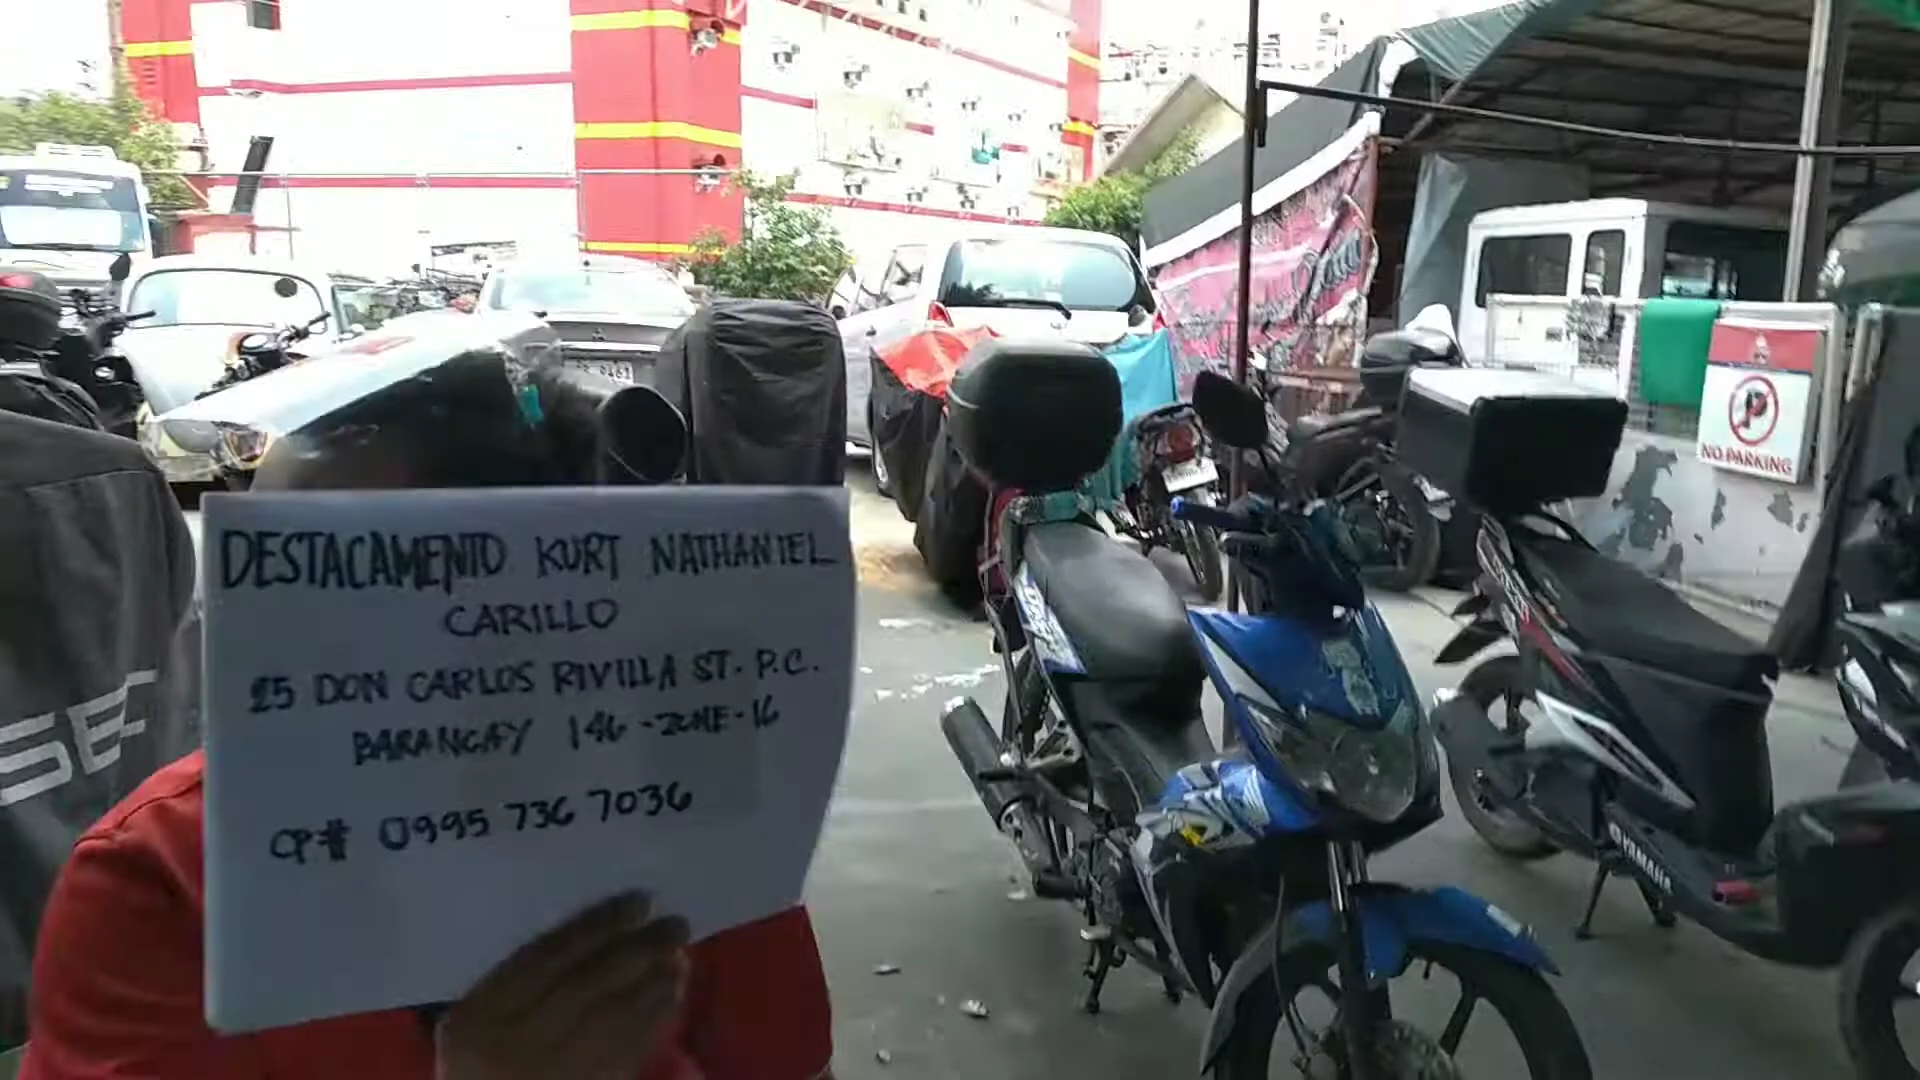 DESTACAMENTO KURT NATHANIEL
CARILLO
25 DON CARLOS RIVILLA ST. P.C.
BARANGAY 146 - ZONE - 16
CP# 0995 736 7036
NO PARKING
YAMAHA